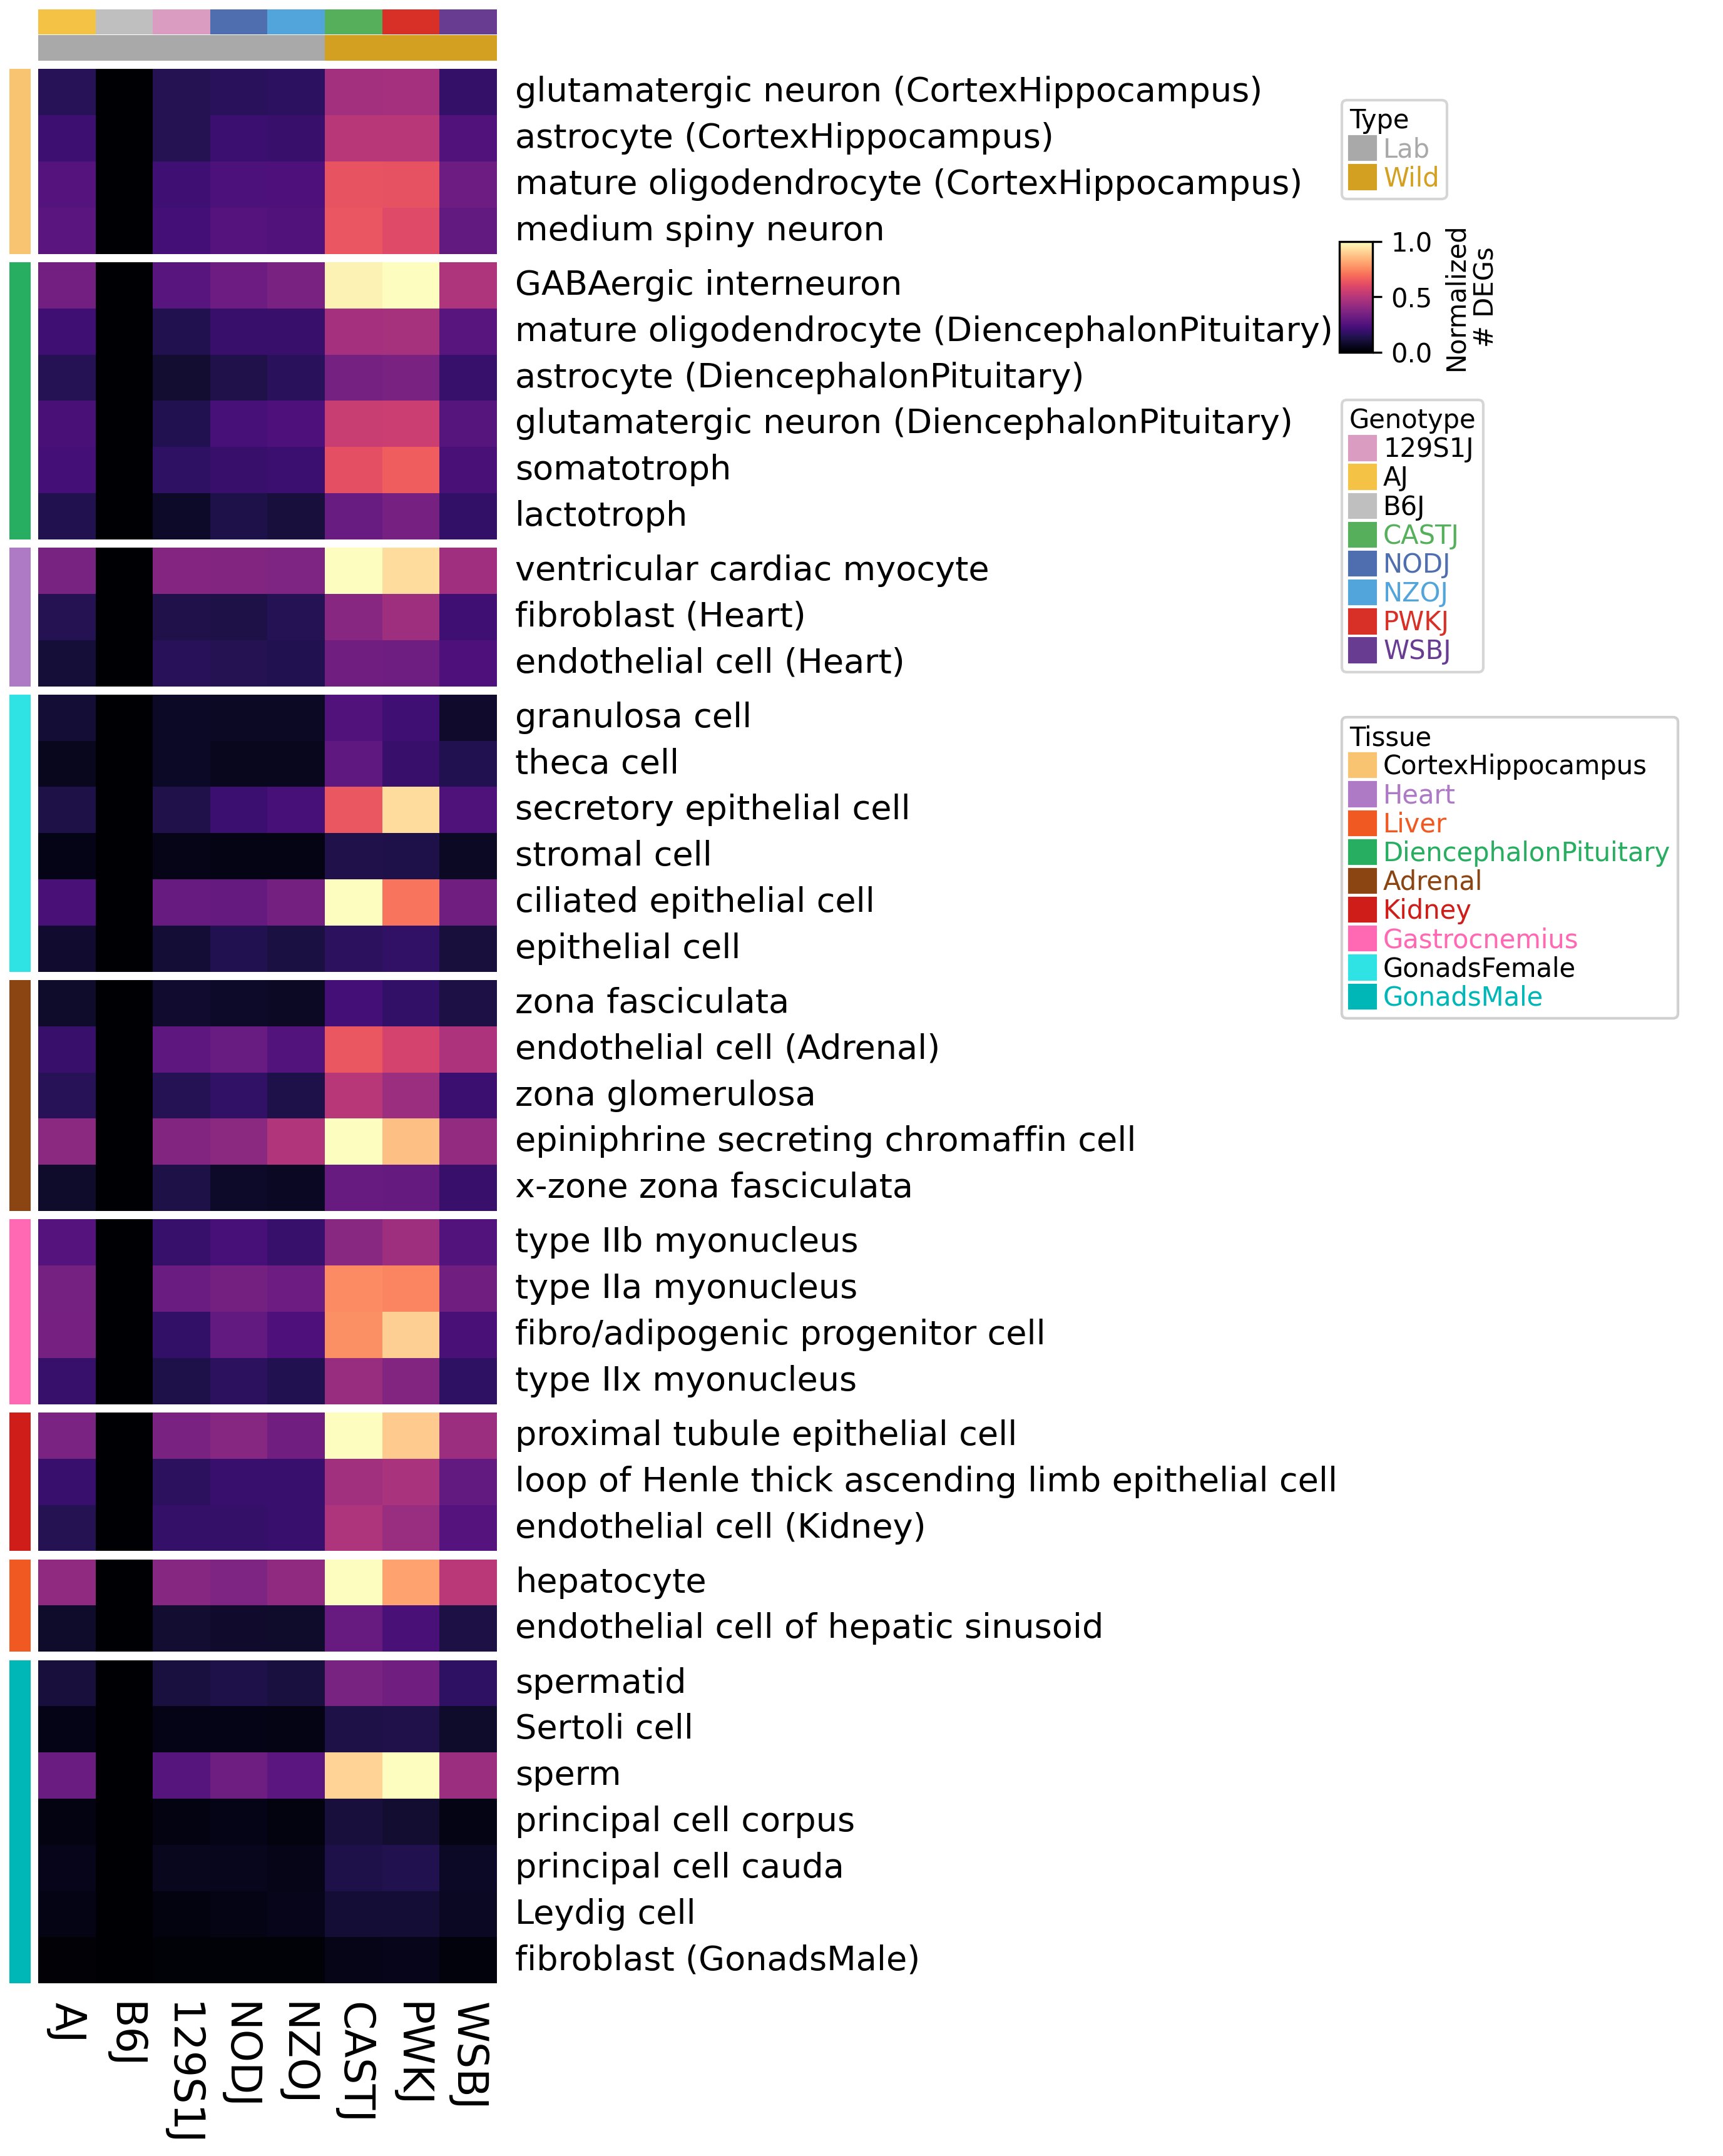 glutamatergic neuron (CortexHippocampus)
astrocyte (CortexHippocampus)
mature oligodendrocyte (CortexHippocampus)
medium spiny neuron
GABAergic interneuron
mature oligodendrocyte (DiencephalonPituitary)
astrocyte (DiencephalonPituitary)
glutamatergic neuron (DiencephalonPituitary)
somatotroph
lactotroph
ventricular cardiac myocyte
fibroblast (Heart)
endothelial cell (Heart)
granulosa cell
theca cell
secretory epithelial cell
stromal cell
ciliated epithelial cell
epithelial cell
zona fasciculata
endothelial cell (Adrenal)
zona glomerulosa
epiniphrine secreting chromaffin cell
x-zone zona fasciculata
type IIb myonucleus
type IIa myonucleus
fibro/adipogenic progenitor cell
type IIx myonucleus
proximal tubule epithelial cell
loop of Henle thick ascending limb epithelial cell
endothelial cell (Kidney)
hepatocyte
endothelial cell of hepatic sinusoid
spermatid
Sertoli cell
sperm
principal cell corpus
principal cell cauda
Leydig cell
fibroblast (GonadsMale)
AJ
B6J
129S1J
NODJ
NZOJ
CASTJ
PWKJ
WSBJ
Type
Lab
Wild
1.0
0.5
0.0
Normalized
# DEGs
Genotype
129S1J
AJ
B6J
CASTJ
NODJ
NZOJ
PWKJ
WSBJ
Tissue
CortexHippocampus
Heart
Liver
DiencephalonPituitary
Adrenal
Kidney
Gastrocnemius
GonadsFemale
GonadsMale